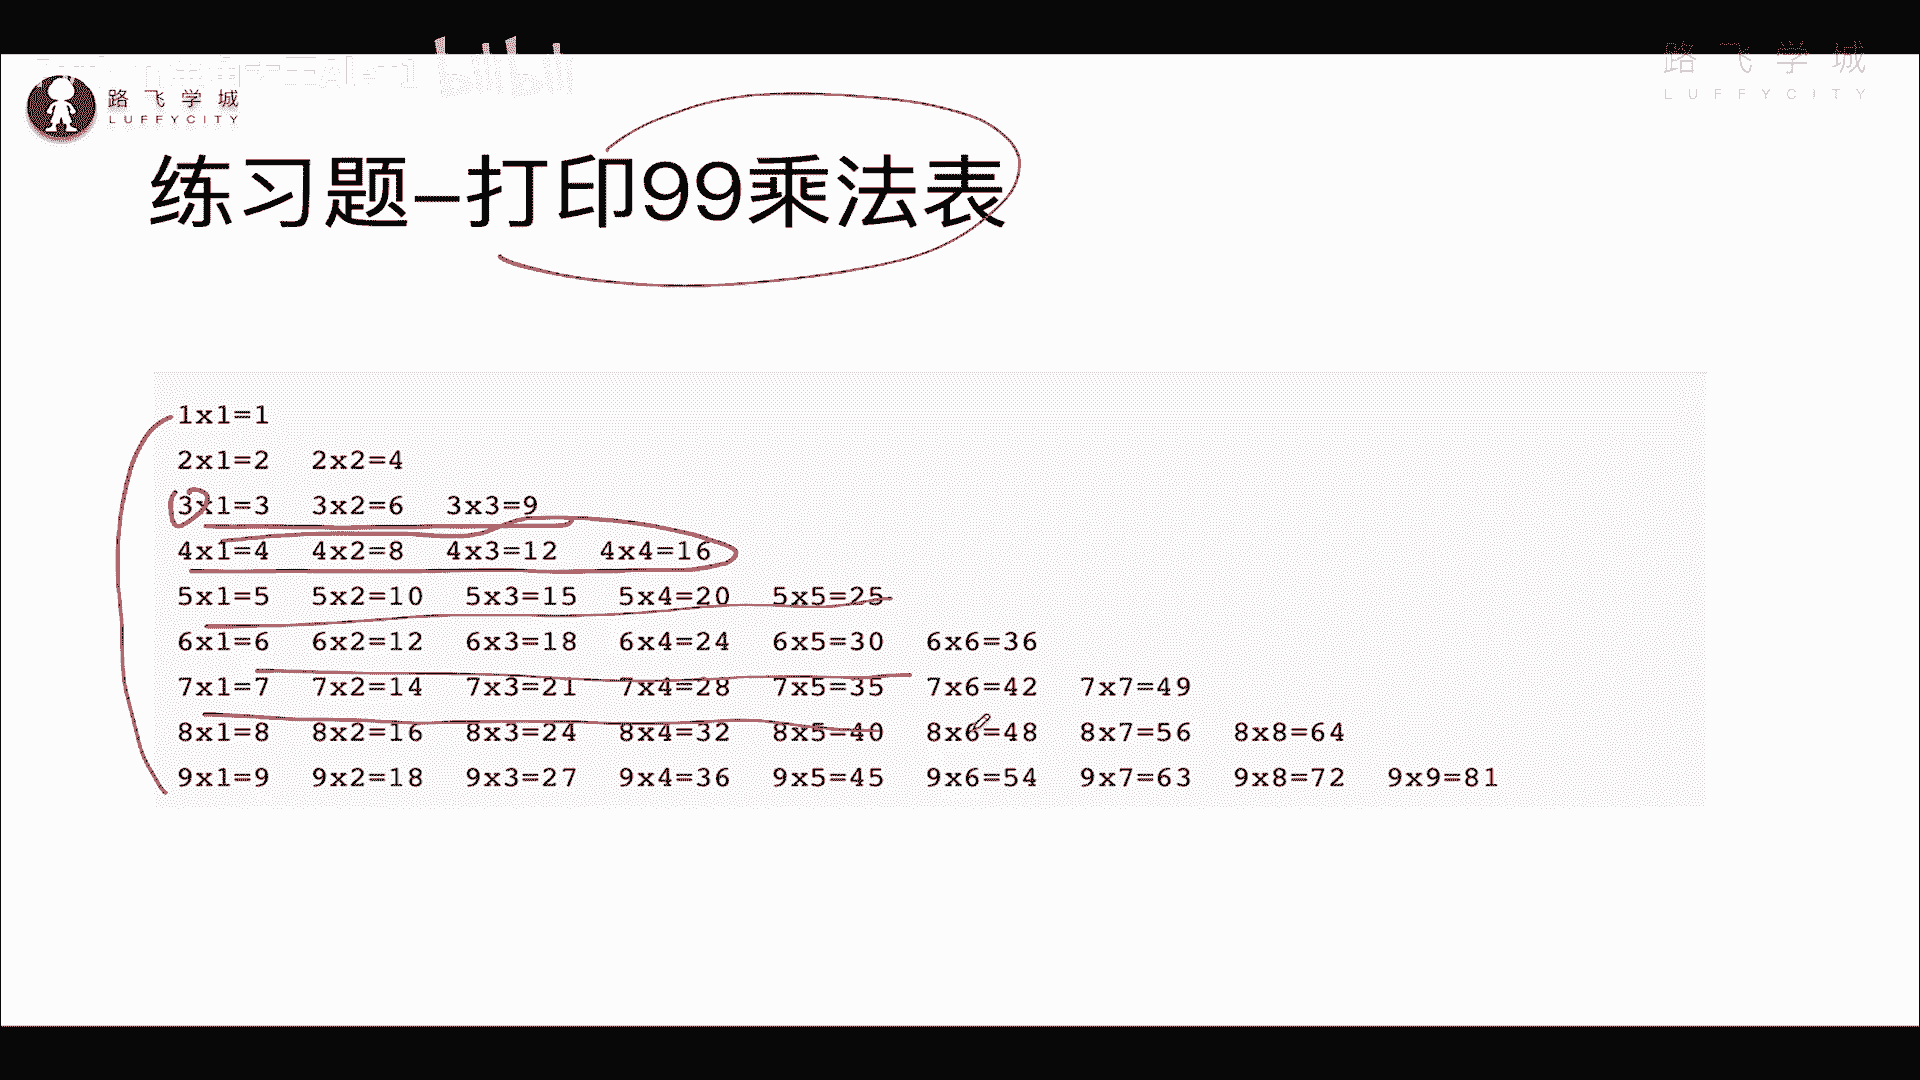 路飞学城
LUFFYCITY
路飞学城
LUFFYCITY
练习题-打印99乘法表
1x1=1
2x1=2 2x2=4
3x1=3 3x2=6 3x3=9
4x1=4 4x2=8 4x3=12 4x4=16
5x1=5 5x2=10 5x3=15 5x4=20 5x5=25
6x1=6 6x2=12 6x3=18 6x4=24 6x5=30 6x6=36
7x1=7 7x2=14 7x3=21 7x4=28 7x5=35 7x6=42 7x7=49
8x1=8 8x2=16 8x3=24 8x4=32 8x5=40 8x6=48 8x7=56 8x8=64
9x1=9 9x2=18 9x3=27 9x4=36 9x5=45 9x6=54 9x7=63 9x8=72 9x9=81